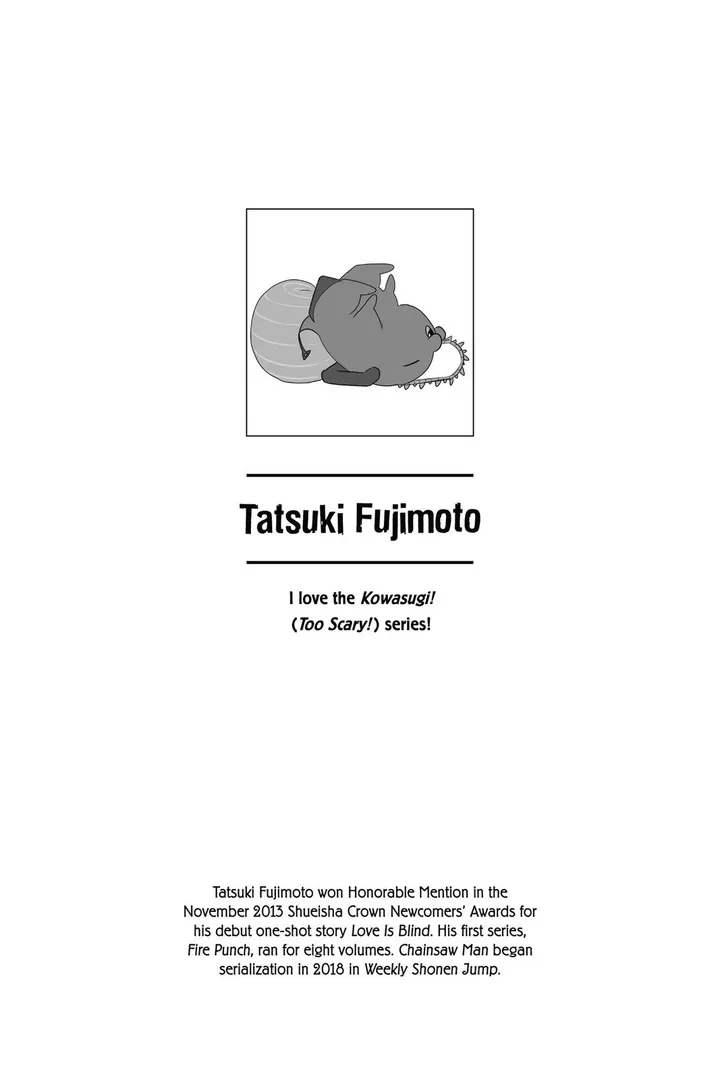 Tatsuki Fujimoto
I love the Kowasugi!
(Too Scary!) series!
Tatsuki Fujimoto won Honorable Mention in the
November 2013 Shueisha Crown Newcomers' Awards for
his debut one-shot story Love Is Blind. His first series,
Fire Punch, ran for eight volumes. Chainsaw Man began
serialization in 2018 in Weekly Shonen Jump.